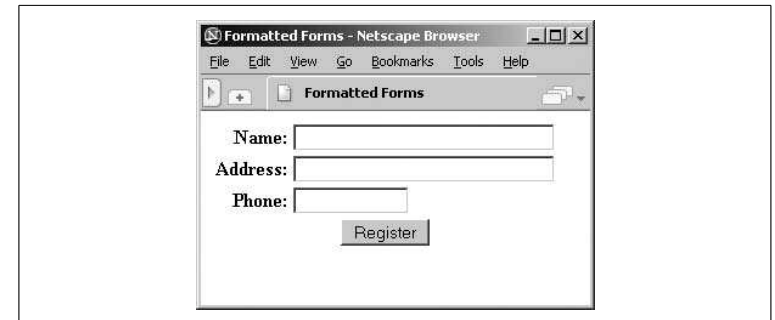 Formatted Forms - Netscape Browser
File Edit View Go Bookmarks Tools Help
Formatted Forms
Name:
Address:
Phone:
Register